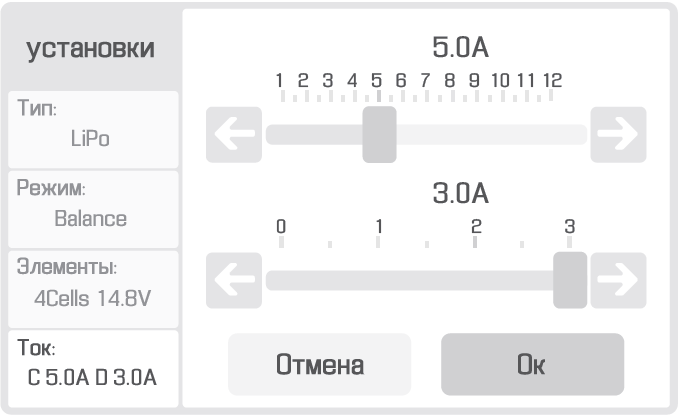 установки
Тип:
LiPo
Режим:
Balance
Элементы:
4Cells 14.8V
Ток:
C 5.0A D 3.0A
5.0A
1 2 3 4 5 6 7 8 9 10 11 12
3.0A
0 1 2 3
Отмена
Ок